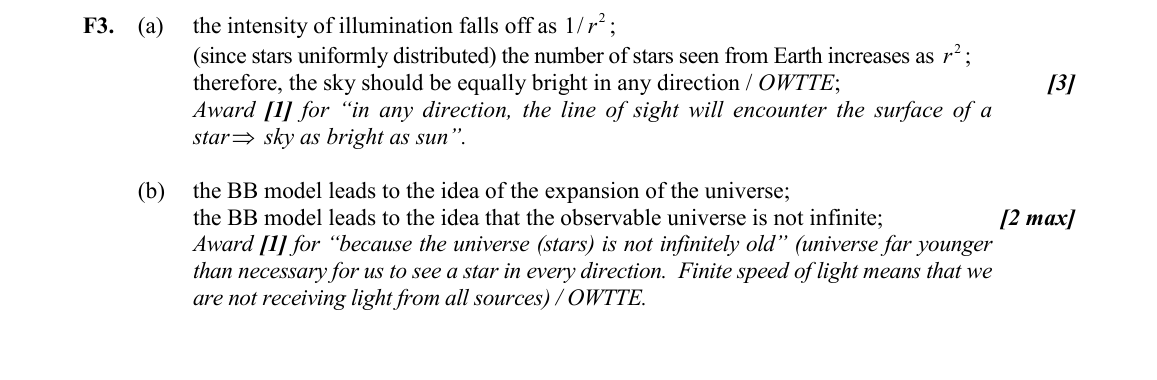 F3. (a) the intensity of illumination falls off as 1/r²;
(since stars uniformly distributed) the number of stars seen from Earth increases as r²;
therefore, the sky should be equally bright in any direction / OWTTE; [3]
Award [1] for “in any direction, the line of sight will encounter the surface of a
star⇒ sky as bright as sun”.
(b) the BB model leads to the idea of the expansion of the universe;
the BB model leads to the idea that the observable universe is not infinite; [2 max]
Award [1] for “because the universe (stars) is not infinitely old” (universe far younger
than necessary for us to see a star in every direction. Finite speed of light means that we
are not receiving light from all sources) / OWTTE.